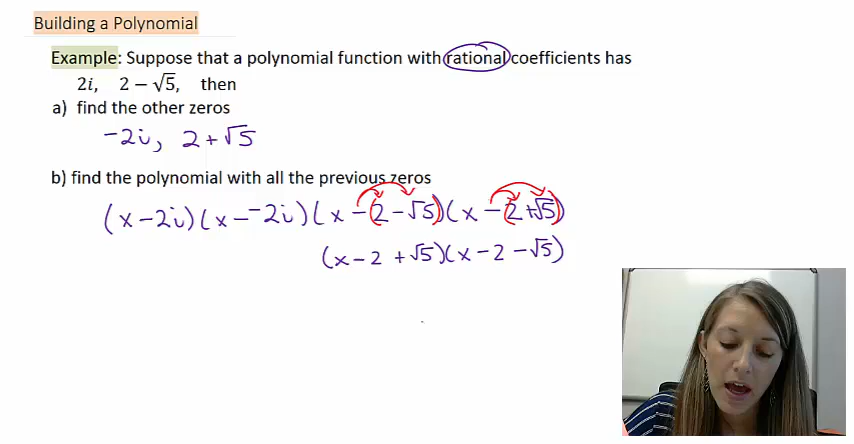 Building a Polynomial
Example: Suppose that a polynomial function with rational coefficients has
2i, 2 − √5, then
a) find the other zeros
-2i, 2 + √5
b) find the polynomial with all the previous zeros
(x - 2i)(x - -2i)(x - (2 - √5))(x - (2 + √5))
(x - 2 + √5)(x - 2 - √5)